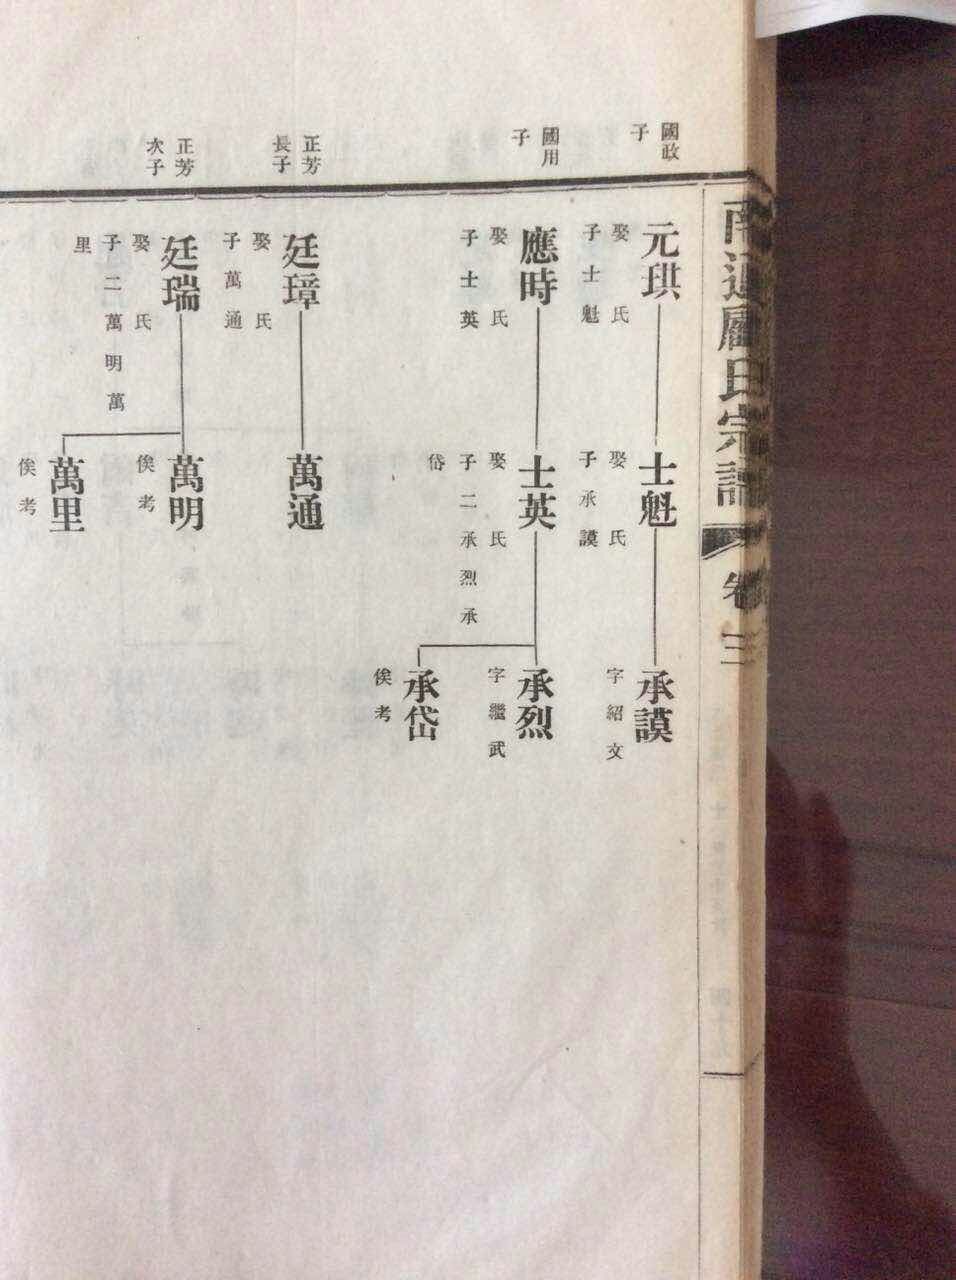 國政
子
元珙
娶氏
子士魁
士魁
娶氏
子承謨
承謨
字紹文
國用
子
應時
娶氏
子士英
士英
娶氏
子二承烈承
岱
承烈
字繼武
承岱
俟考
正芳
長子
廷璋
娶氏
子萬通
萬通
正芳
次子
廷瑞
娶氏
子二萬明萬
里
萬明
俟考
萬里
俟考
氏宗譜
卷三